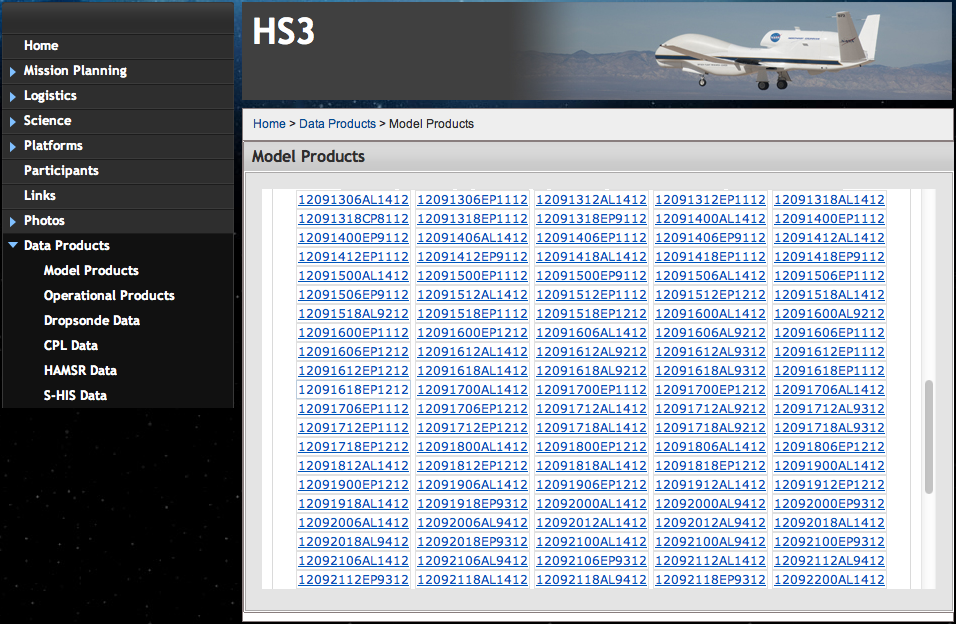 HS3
NASA
Home
Mission Planning
Logistics
Science
Platforms
Participants
Links
Photos
Data Products
Model Products
Operational Products
Dropsonde Data
CPL Data
HAMSR Data
S-HIS Data
Home > Data Products > Model Products
Model Products
12091306AL1412 12091306EP1112 12091312AL1412 12091312EP1112 12091318AL1412
12091318CP8112 12091318EP1112 12091318EP9112 12091400AL1412 12091400EP1112
12091400EP9112 12091406AL1412 12091406EP1112 12091406EP9112 12091412AL1412
12091412EP1112 12091412EP9112 12091418AL1412 12091418EP1112 12091418EP9112
12091500AL1412 12091500EP1112 12091500EP9112 12091506AL1412 12091506EP1112
12091506EP9112 12091512AL1412 12091512EP1112 12091512EP1212 12091518AL1412
12091518AL9212 12091518EP1112 12091518EP1212 12091600AL1412 12091600AL9212
12091600EP1112 12091600EP1212 12091606AL1412 12091606AL9212 12091606EP1112
12091606EP1212 12091612AL1412 12091612AL9212 12091612AL9312 12091612EP1112
12091612EP1212 12091618AL1412 12091618AL9212 12091618AL9312 12091618EP1112
12091618EP1212 12091700AL1412 12091700EP1112 12091700EP1212 12091706AL1412
12091706EP1112 12091706EP1212 12091712AL1412 12091712AL9212 12091712AL9312
12091712EP1112 12091712EP1212 12091718AL1412 12091718AL9212 12091718AL9312
12091718EP1212 12091800AL1412 12091800EP1212 12091806AL1412 12091806EP1212
12091812AL1412 12091812EP1212 12091818AL1412 12091818EP1212 12091900AL1412
12091900EP1212 12091906AL1412 12091906EP1212 12091912AL1412 12091912EP1212
12091918AL1412 12091918EP9312 12092000AL1412 12092000AL9412 12092000EP9312
12092006AL1412 12092006AL9412 12092012AL1412 12092012AL9412 12092018AL1412
12092018AL9412 12092018EP9312 12092100AL1412 12092100AL9412 12092100EP9312
12092106AL1412 12092106AL9412 12092106EP9312 12092112AL1412 12092112AL9412
12092112EP9312 12092118AL1412 12092118AL9412 12092118EP9312 12092200AL1412